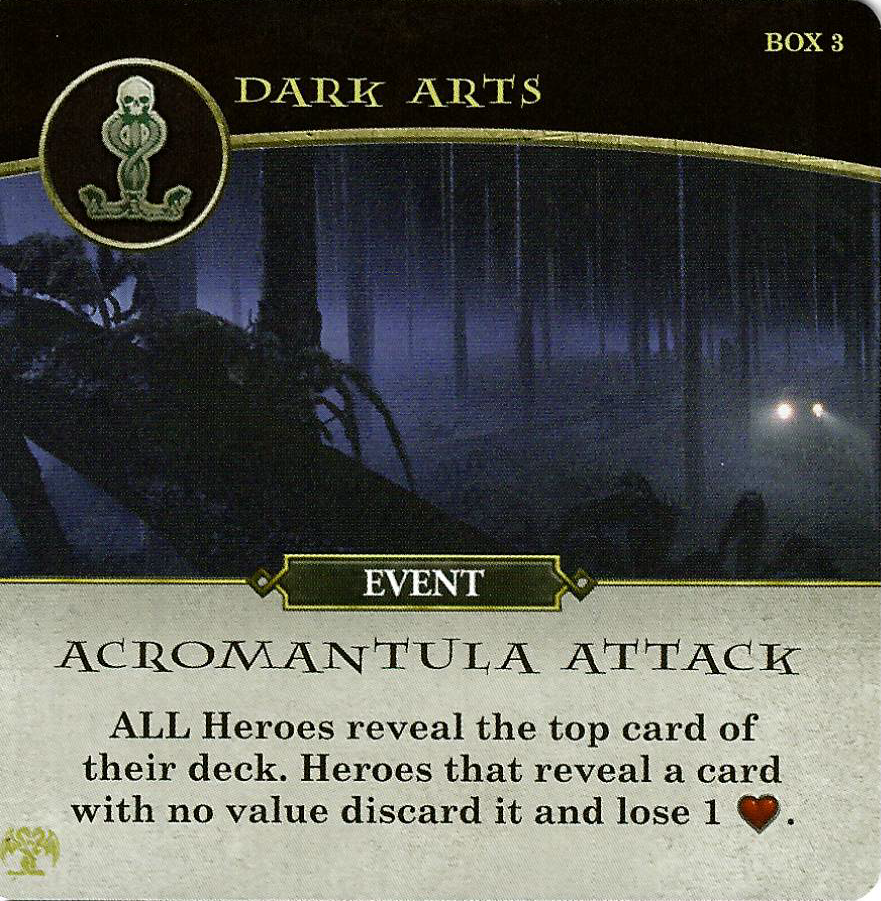 BOX 3
DARK ARTS
EVENT
ACROMANTULA ATTACK
ALL Heroes reveal the top card of
their deck. Heroes that reveal a card
with no value discard it and lose 1 .